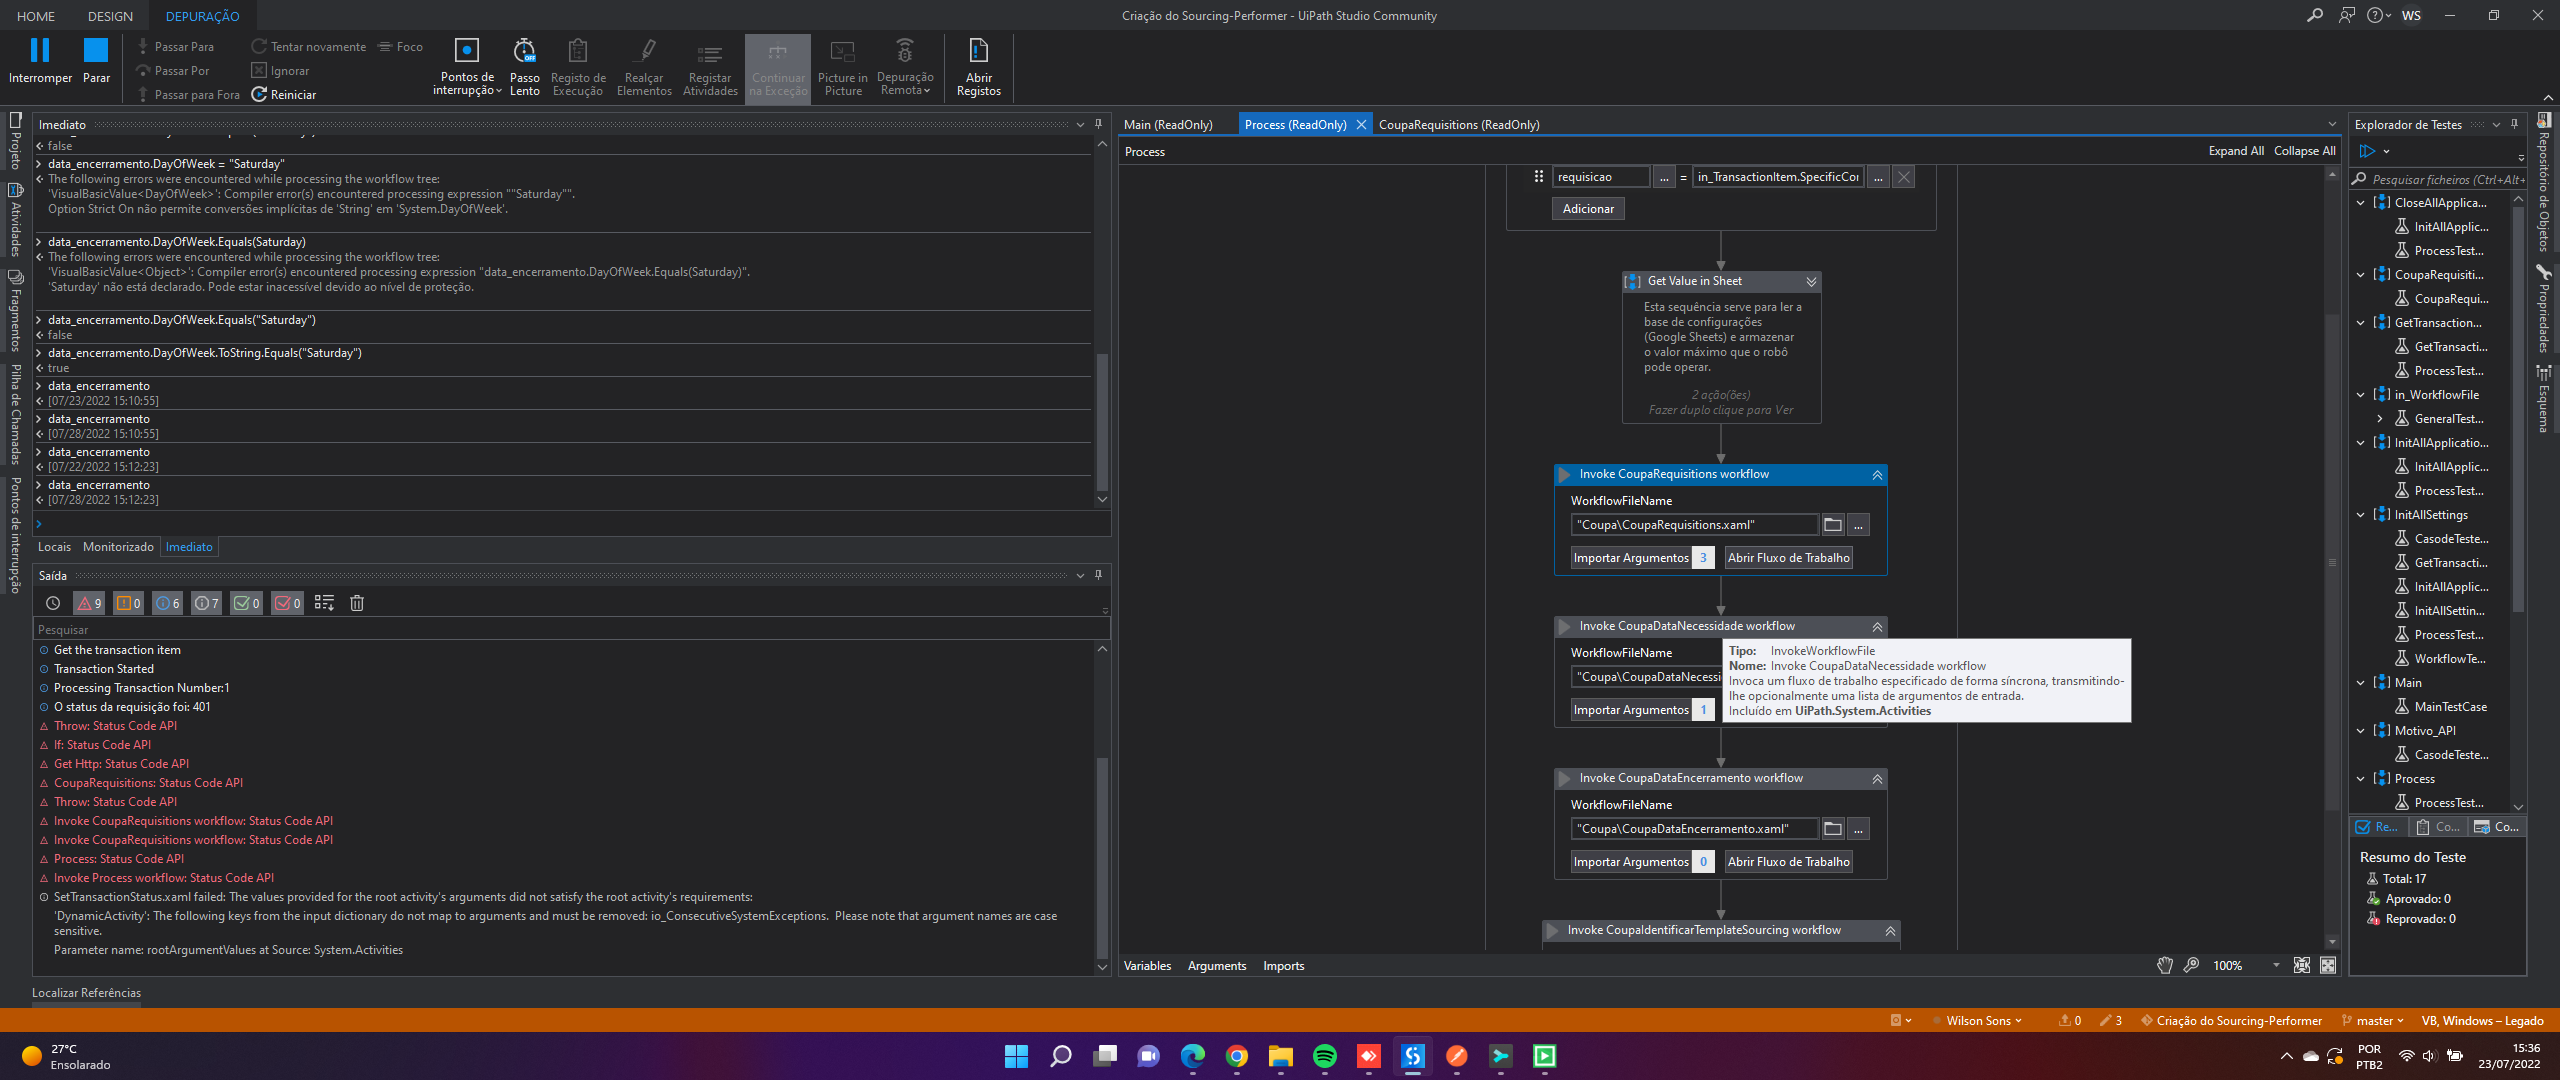 HOME DESIGN DEPURAÇÃO
Criação do Sourcing-Performer - UiPath Studio Community
WS
Interromper Parar
Passar Para
Passar Por
Passar para Fora
Tentar novamente Foco
Ignorar
Reiniciar
Pontos de interrupção
Passo Lento
Registo de Execução
Realçar Elementos
Registar Atividades
Continuar na Exceção
Picture in Picture
Depuração Remota
Abrir Registos
Projeto
Atividades
Fragmentos
Pilha de Chamadas
Pontos de interrupção
Imediato
false
data_encerramento.DayOfWeek = "Saturday"
The following errors were encountered while processing the workflow tree:
'VisualBasicValue<DayOfWeek>': Compiler error(s) encountered processing expression ""Saturday"".
Option Strict On não permite conversões implícitas de 'String' em 'System.DayOfWeek'.
data_encerramento.DayOfWeek.Equals(Saturday)
The following errors were encountered while processing the workflow tree:
'VisualBasicValue<Object>': Compiler error(s) encountered processing expression "data_encerramento.DayOfWeek.Equals(Saturday)".
'Saturday' não está declarado. Pode estar inacessível devido ao nível de proteção.
data_encerramento.DayOfWeek.Equals("Saturday")
false
data_encerramento.DayOfWeek.ToString.Equals("Saturday")
true
data_encerramento
[07/23/2022 15:10:55]
data_encerramento
[07/28/2022 15:10:55]
data_encerramento
[07/22/2022 15:12:23]
data_encerramento
[07/28/2022 15:12:23]
Locais Monitorizado Imediato
Saída
9 0 6 7 0 0
Pesquisar
Get the transaction item
Transaction Started
Processing Transaction Number:1
O status da requisição foi: 401
Throw: Status Code API
If: Status Code API
Get Http: Status Code API
CoupaRequisitions: Status Code API
Throw: Status Code API
Invoke CoupaRequisitions workflow: Status Code API
Invoke CoupaRequisitions workflow: Status Code API
Process: Status Code API
Invoke Process workflow: Status Code API
SetTransactionStatus.xaml failed: The values provided for the root activity's arguments did not satisfy the root activity's requirements:
'DynamicActivity': The following keys from the input dictionary do not map to arguments and must be removed: io_ConsecutiveSystemExceptions.  Please note that argument names are case
sensitive.
Parameter name: rootArgumentValues at Source: System.Activities
Localizar Referências
Main (ReadOnly) Process (ReadOnly) CoupaRequisitions (ReadOnly)
Process
Expand All Collapse All
requisicao ... = in_TransactionItem.SpecificCor ...
Adicionar
Get Value in Sheet
Esta sequência serve para ler a
base de configurações
(Google Sheets) e armazenar
o valor máximo que o robô
pode operar.
2 ação(ões)
Fazer duplo clique para Ver
Invoke CoupaRequisitions workflow
WorkflowFileName
"Coupa\CoupaRequisitions.xaml" ...
Importar Argumentos 3 Abrir Fluxo de Trabalho
Invoke CoupaDataNecessidade workflow
WorkflowFileName
"Coupa\CoupaDataNecessi
Importar Argumentos 1
Tipo: InvokeWorkflowFile
Nome: Invoke CoupaDataNecessidade workflow
Invoca um fluxo de trabalho especificado de forma síncrona, transmitindo-
lhe opcionalmente uma lista de argumentos de entrada.
Incluído em UiPath.System.Activities
Invoke CoupaDataEncerramento workflow
WorkflowFileName
"Coupa\CoupaDataEncerramento.xaml" ...
Importar Argumentos 0 Abrir Fluxo de Trabalho
Invoke CoupaIdentificarTemplateSourcing workflow
Variables Arguments Imports
100%
Explorador de Testes
Pesquisar ficheiros (Ctrl+Alt+
CloseAllApplica...
InitAllApplic...
ProcessTest...
CoupaRequisiti...
CoupaRequi...
GetTransaction...
GetTransacti...
ProcessTest...
in_WorkflowFile
GeneralTest...
InitAllApplicatio...
InitAllApplic...
ProcessTest...
InitAllSettings
CasodeTeste...
GetTransacti...
InitAllApplic...
InitAllSettin...
ProcessTest...
WorkflowTe...
Main
MainTestCase
Motivo_API
CasodeTeste...
Process
ProcessTest...
Re... Co... Co...
Resumo do Teste
Total: 17
Aprovado: 0
Reprovado: 0
Repositório de Objetos
Propriedades
Esquema
Wilson Sons 0 3 Criação do Sourcing-Performer master VB, Windows – Legado
27°C
Ensolarado
POR
PTB2
15:36
23/07/2022